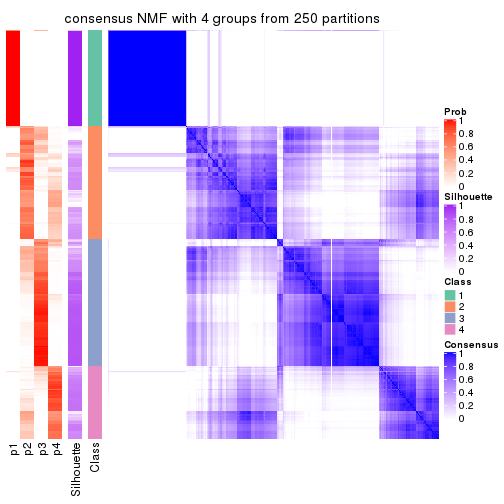 consensus NMF with 4 groups from 250 partitions
Prob
1
0.8
0.6
0.4
0.2
0
Silhouette
1
0.8
0.6
0.4
0.2
0
Class
1
2
3
4
Consensus
1
0.8
0.6
0.4
0.2
0
p1
p2
p3
p4
Silhouette
Class